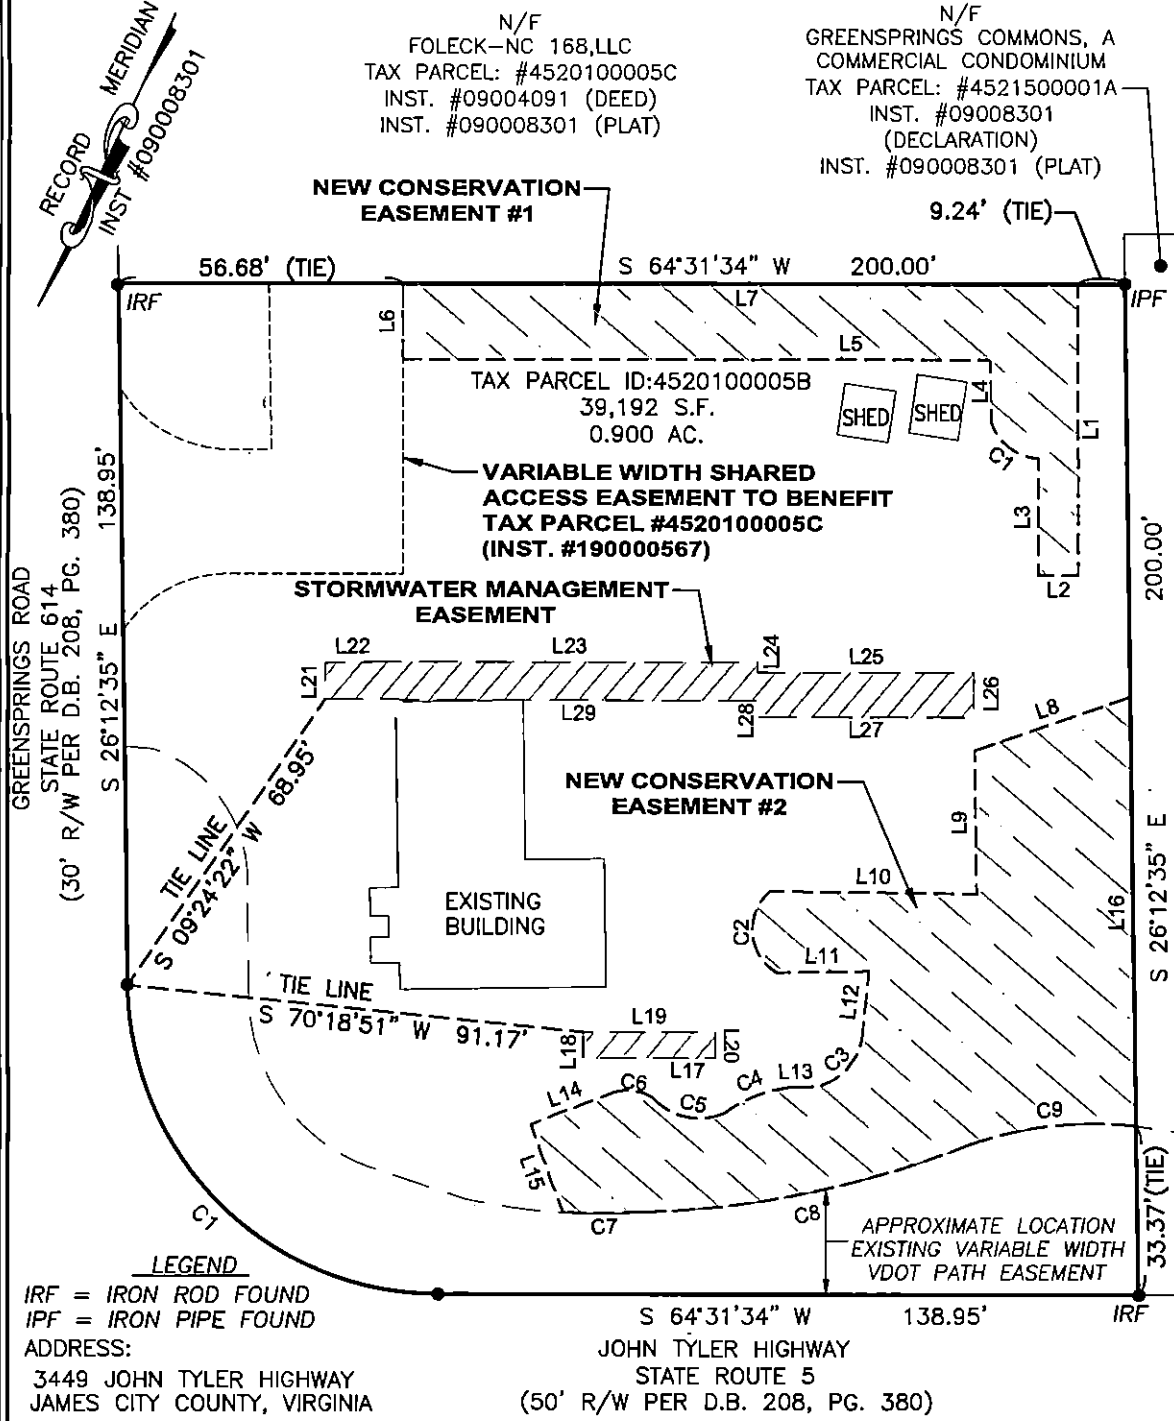 N/F
FOLECK-NC 168,LLC
TAX PARCEL: #4520100005C
INST. #09004091 (DEED)
INST. #090008301 (PLAT)
N/F
GREENSPRINGS COMMONS, A
COMMERCIAL CONDOMINIUM
TAX PARCEL: #4521500001A
INST. #09008301
(DECLARATION)
INST. #090008301 (PLAT)
RECORD MERIDIAN
INST #090008301
NEW CONSERVATION
EASEMENT #1
9.24' (TIE)
56.68' (TIE)
S 64°31'34" W 200.00'
IRF
IPF
L7
L6
L5
L4
L1
C1
L3
L2
TAX PARCEL ID:4520100005B
39,192 S.F.
0.900 AC.
SHED
SHED
VARIABLE WIDTH SHARED
ACCESS EASEMENT TO BENEFIT
TAX PARCEL #4520100005C
(INST. #190000567)
STORMWATER MANAGEMENT
EASEMENT
GREENSPRINGS ROAD
STATE ROUTE 614
(30' R/W PER D.B. 208, PG. 380)
S 26°12'35" E 138.95'
200.00'
L21
L22
L23
L24
L25
L26
L29
L28
L27
L8
TIE LINE
S 09°24'22" W 68.95'
NEW CONSERVATION
EASEMENT #2
L9
L10
L16
S 26°12'35" E
EXISTING
BUILDING
C2
L11
L12
TIE LINE
S 70°18'51" W 91.17'
L18
L19
L20
L17
L14
C6
C5
C4
L13
C3
C9
L15
C7
C8
C1
APPROXIMATE LOCATION
EXISTING VARIABLE WIDTH
VDOT PATH EASEMENT
33.37'(TIE)
LEGEND
IRF = IRON ROD FOUND
IPF = IRON PIPE FOUND
ADDRESS:
3449 JOHN TYLER HIGHWAY
JAMES CITY COUNTY, VIRGINIA
S 64°31'34" W 138.95'
IRF
JOHN TYLER HIGHWAY
STATE ROUTE 5
(50' R/W PER D.B. 208, PG. 380)